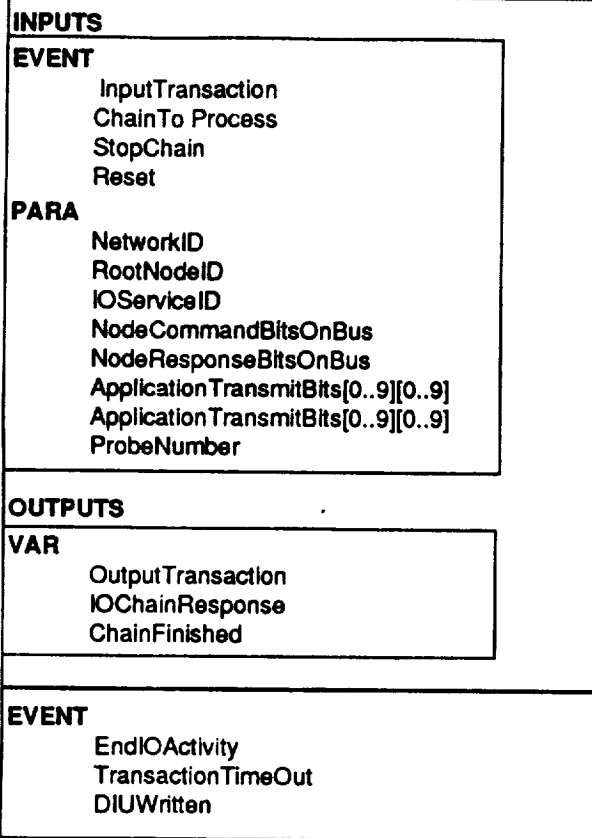 INPUTS
EVENT
InputTransaction
ChainTo Process
StopChain
Reset
PARA
NetworkID
RootNodeID
IOServiceID
NodeCommandBitsOnBus
NodeResponseBitsOnBus
ApplicationTransmitBits[0..9][0..9]
ApplicationTransmitBits[0..9][0..9]
ProbeNumber
OUTPUTS
VAR
OutputTransaction
IOChainResponse
ChainFinished
EVENT
EndIOActivity
TransactionTimeOut
DIUWritten